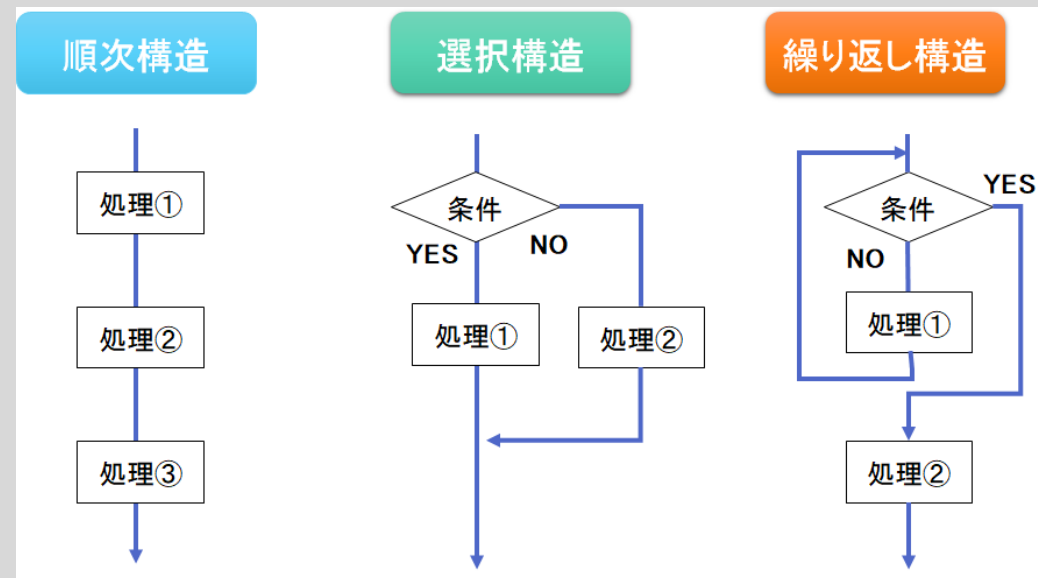 順次構造
選択構造
繰り返し構造
処理①
処理②
処理③
条件
YES
NO
処理①
処理②
条件
YES
NO
処理①
処理②